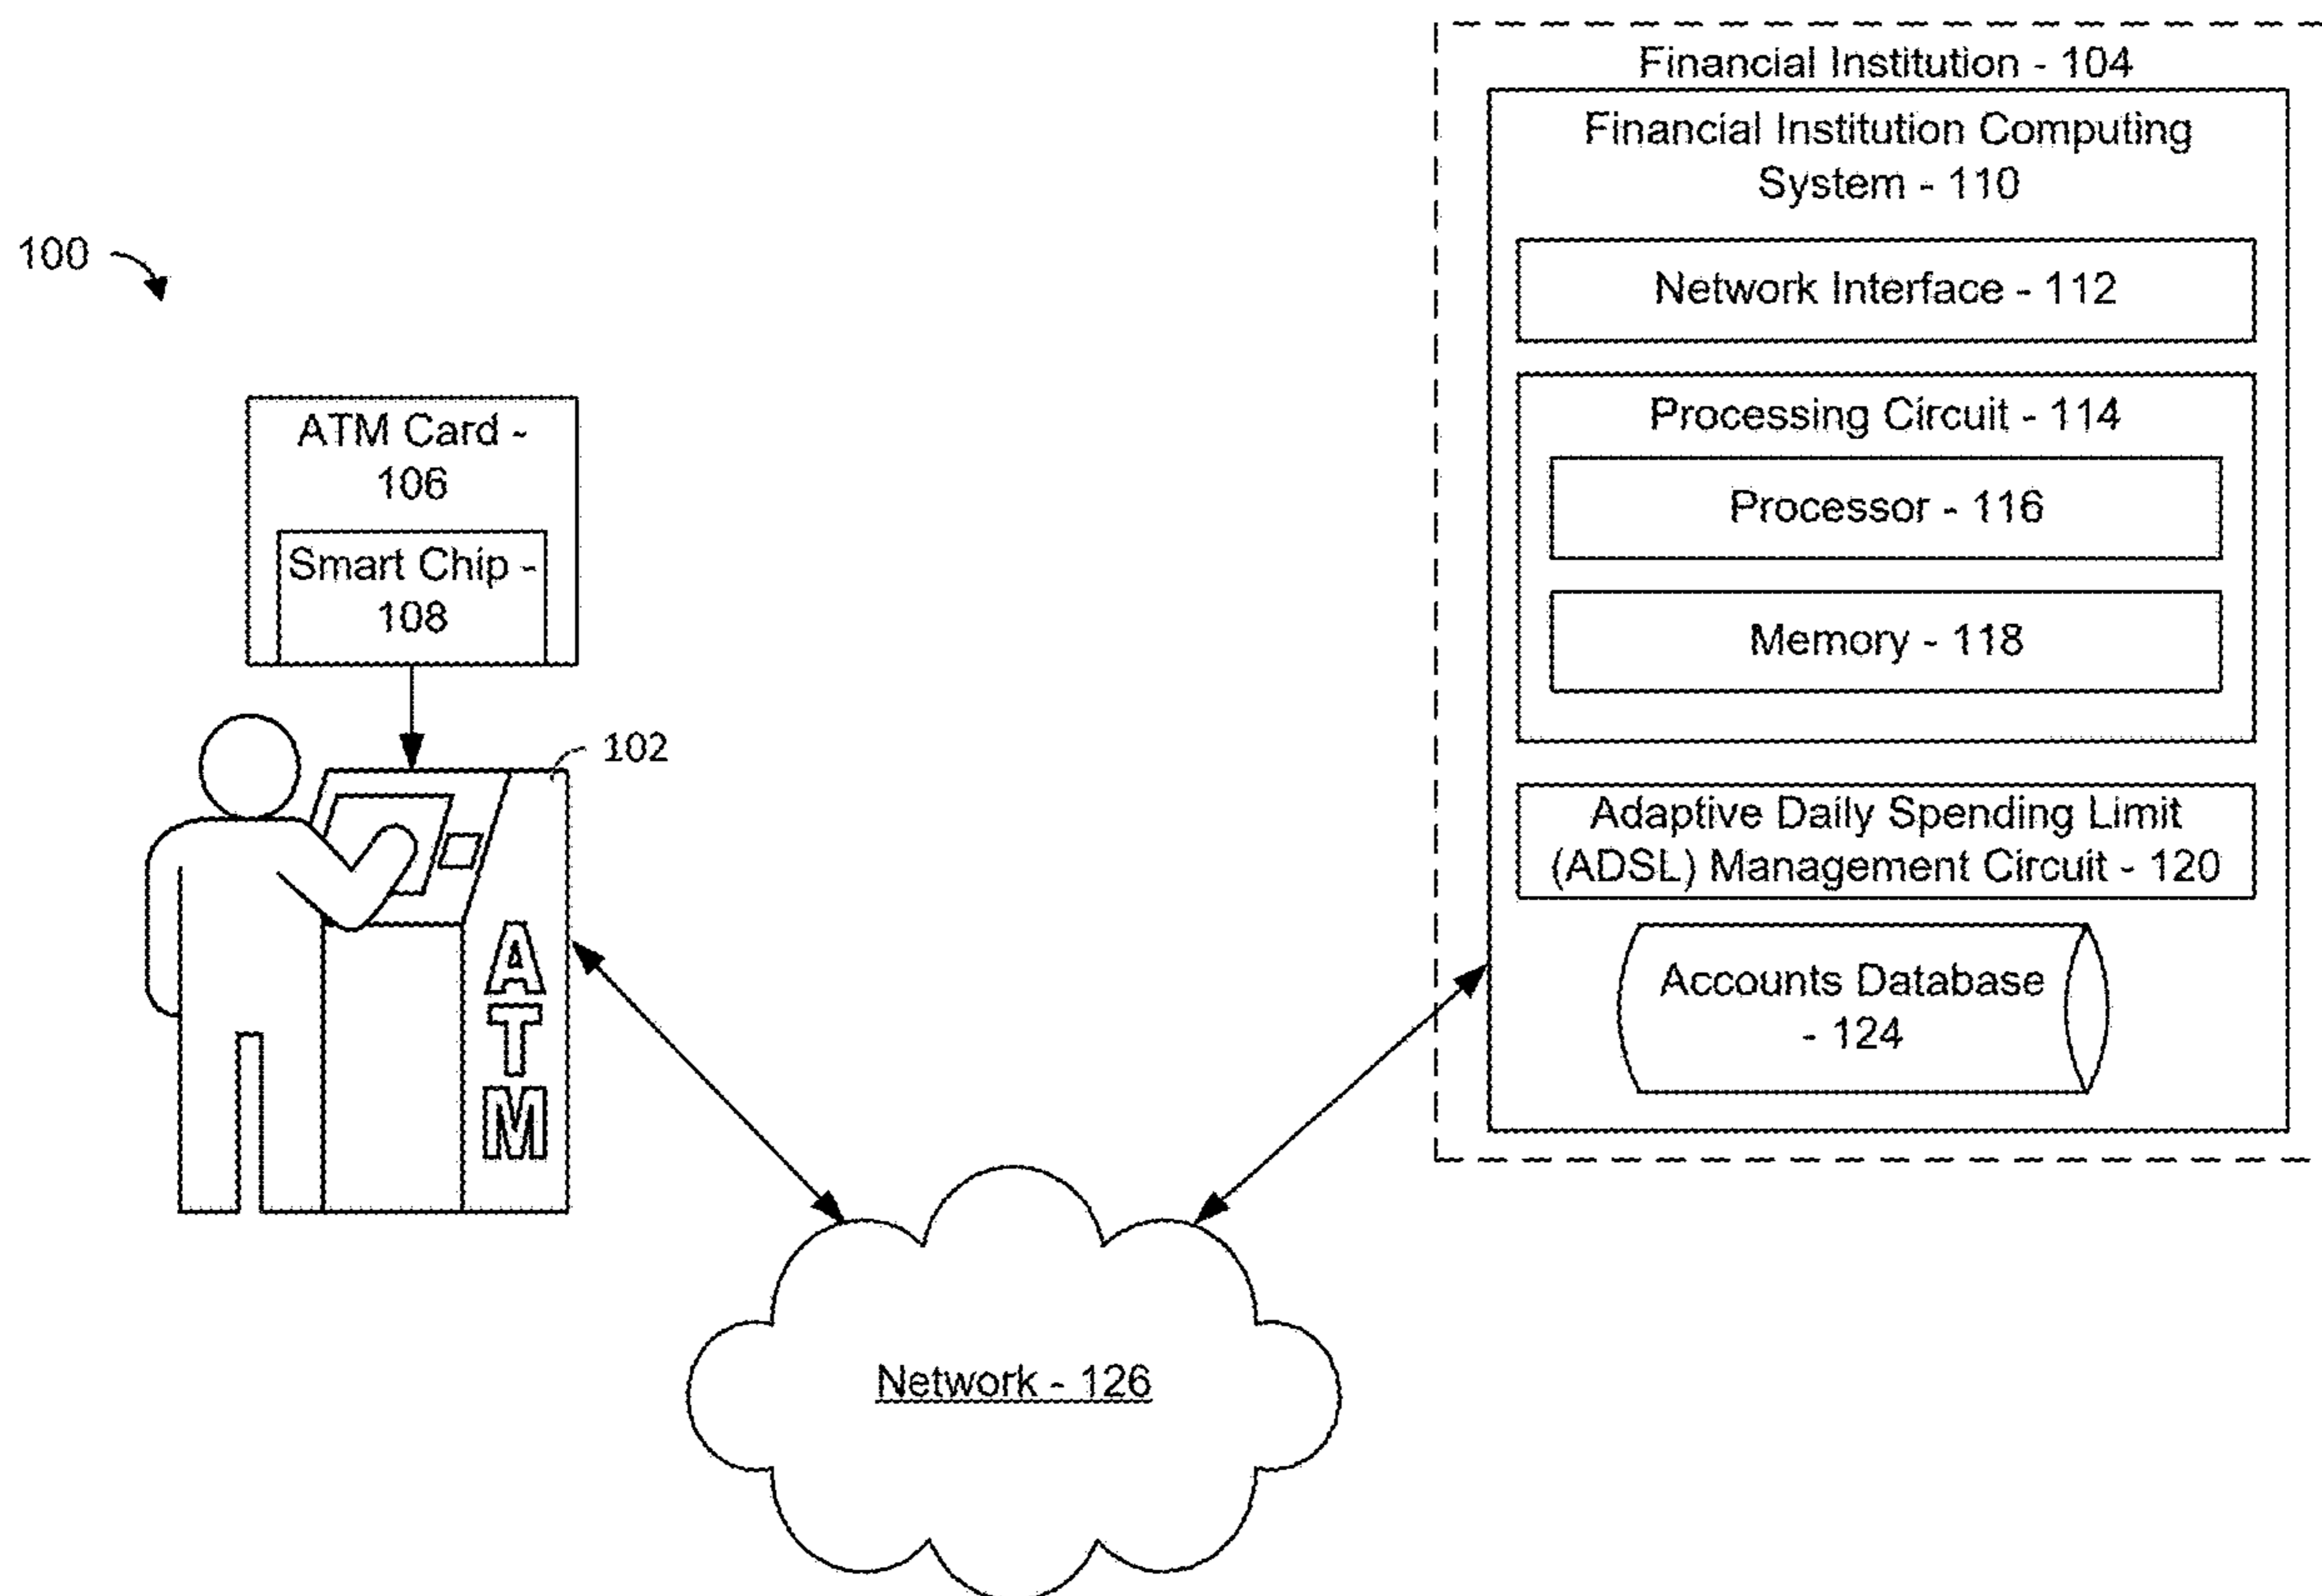 Financial Institution - 104
Financial Institution Computing
System - 110
100
Network Interface - 112
Processing Circuit - 114
ATM Card -
106
Processor - 116
Smart Chip -
108
Memory - 118
102
Adaptive Daily Spending Limit
(ADSL) Management Circuit - 120
ATM
Accounts Database
- 124
Network - 126